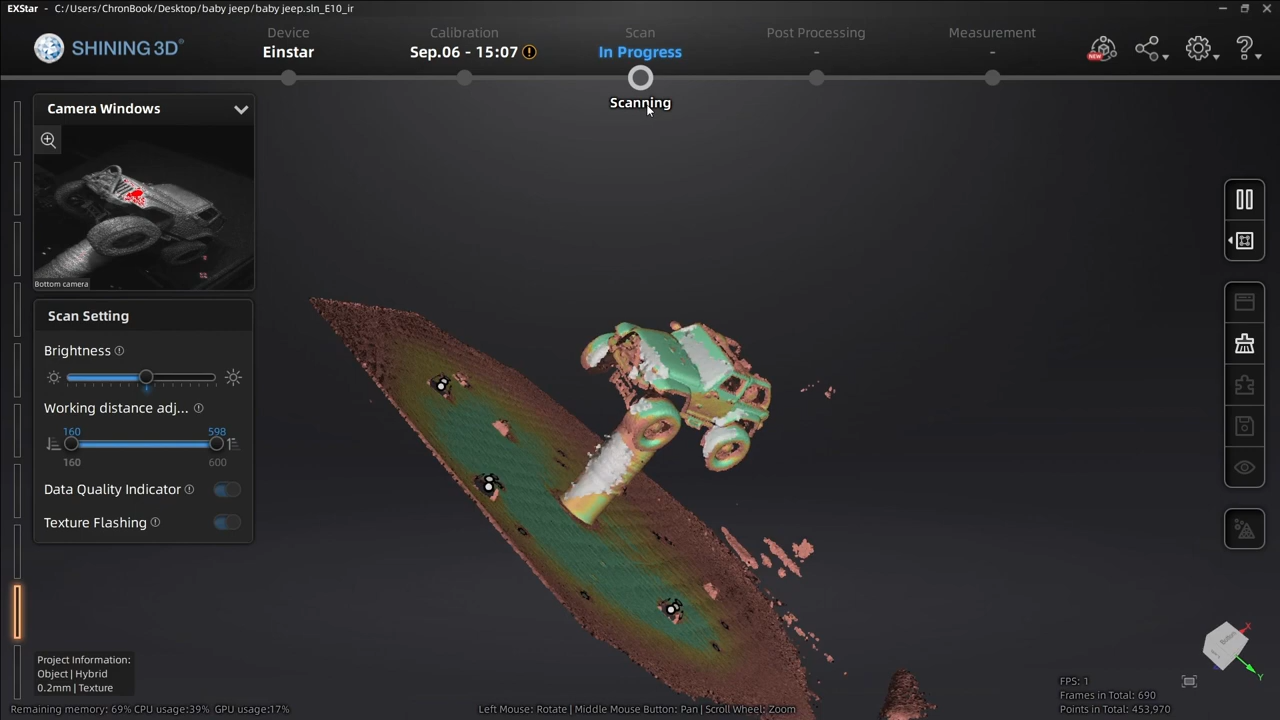 EXStar - C:/Users/ChronBook/Desktop/baby jeep/baby jeep.sln_E10_ir
SHINING 3D®
Device
Einstar
Calibration
Sep.06 - 15:07
Scan
In Progress
Scanning
Post Processing
-
Measurement
-
NEW
Camera Windows
Bottom camera
Scan Setting
Brightness
Working distance adj...
160 598
160 600
Data Quality Indicator
Texture Flashing
Project Information:
Object | Hybrid
0.2mm | Texture
Remaining memory: 69% CPU usage:39% GPU usage:17%
Left Mouse: Rotate | Middle Mouse Button: Pan | Scroll Wheel: Zoom
FPS: 1
Frames in Total: 690
Points in Total: 453,970
X
Y